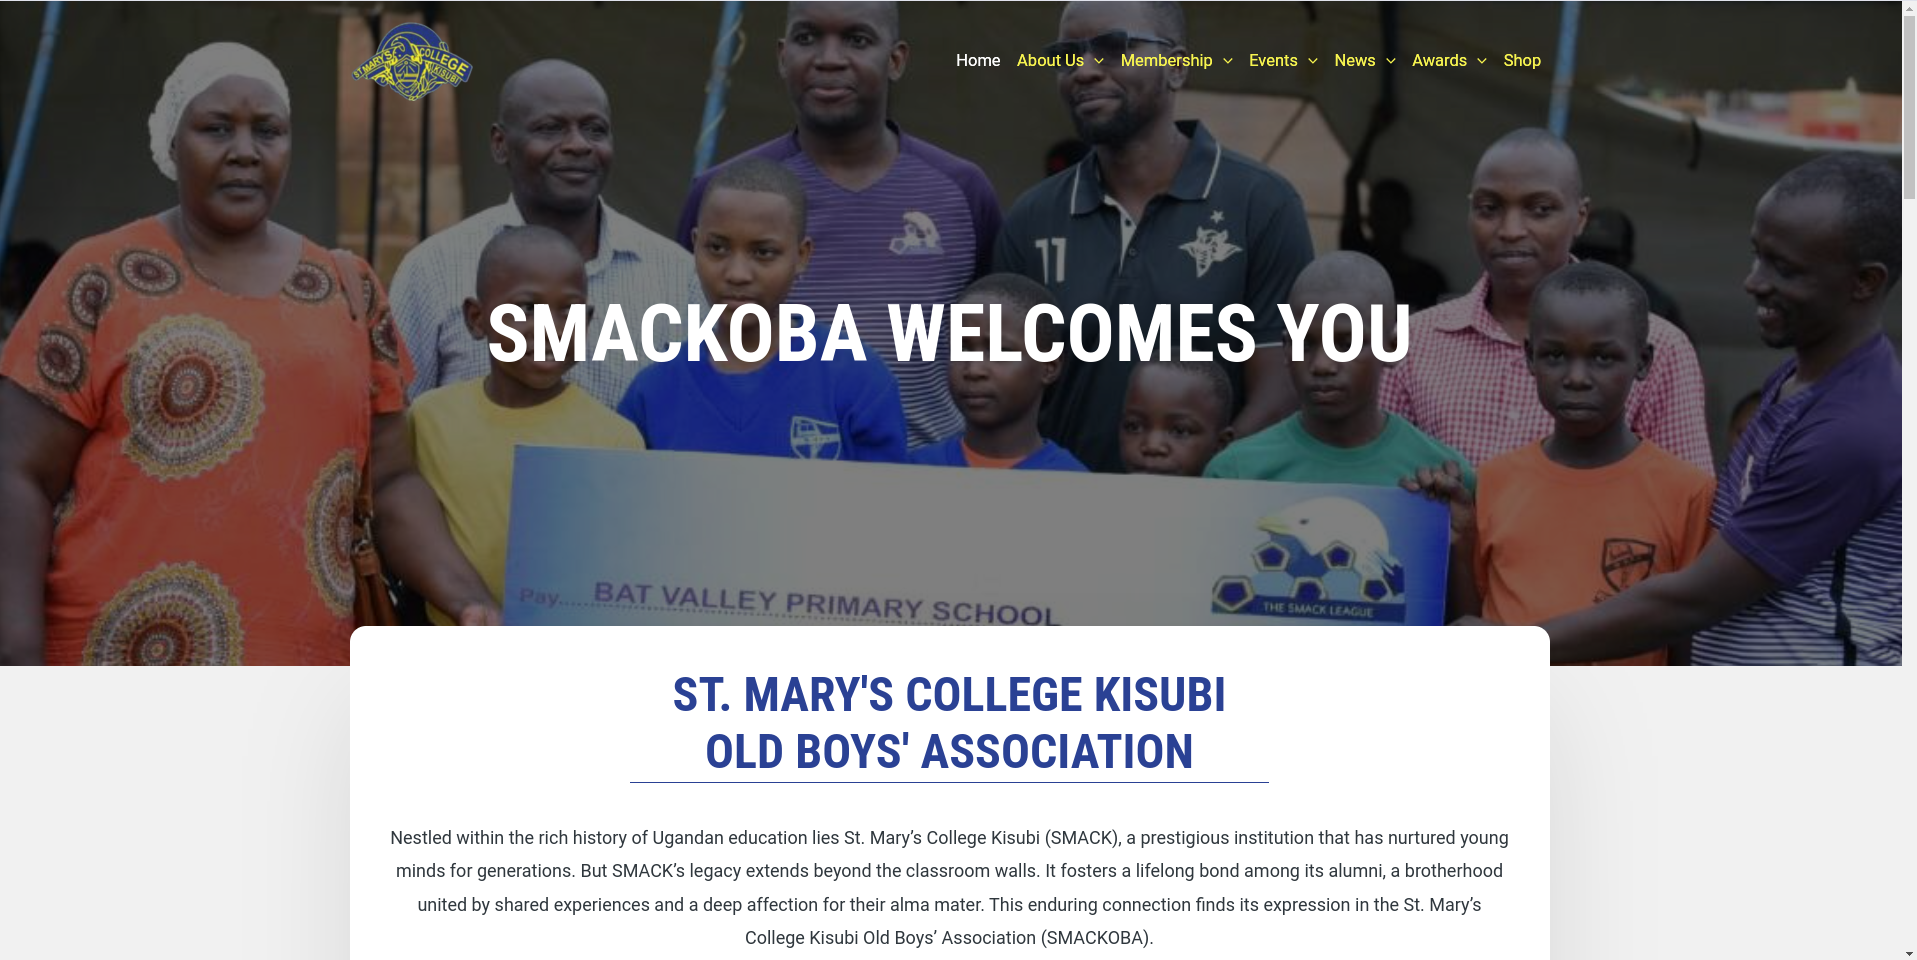 ST MARY'S COLLEGE KISUBI
Home About Us Membership Events News Awards Shop
11
SMACKOBA WELCOMES YOU
THE SMACK LEAGUE
Pay..... BAT VALLEY PRIMARY SCHOOL
ST. MARY'S COLLEGE KISUBI
OLD BOYS' ASSOCIATION
Nestled within the rich history of Ugandan education lies St. Mary’s College Kisubi (SMACK), a prestigious institution that has nurtured young
minds for generations. But SMACK’s legacy extends beyond the classroom walls. It fosters a lifelong bond among its alumni, a brotherhood
united by shared experiences and a deep affection for their alma mater. This enduring connection finds its expression in the St. Mary’s
College Kisubi Old Boys’ Association (SMACKOBA).